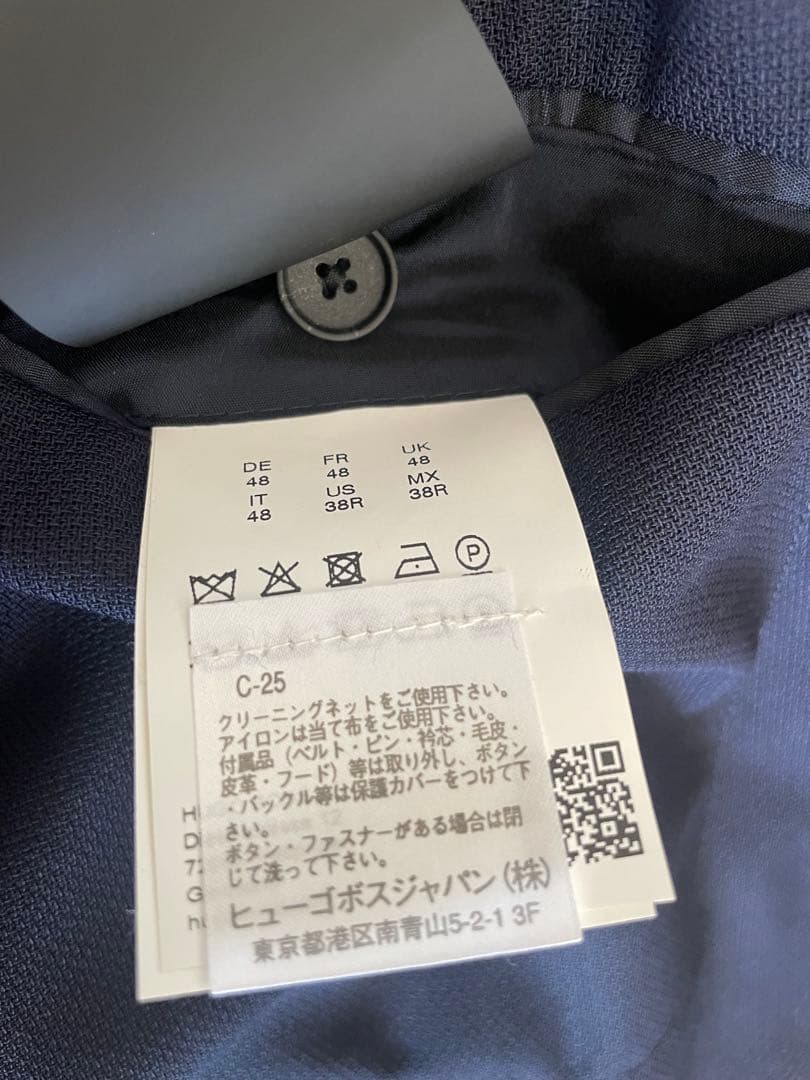 DE FR UK
48 48 48
IT US MX
48 38R 38R
P
C-25
クリーニングネットをご使用下さい。
アイロンは当て布をご使用下さい。
付属品（ベルト・ピン・衿芯・毛皮・
皮革・フード）等は取り外し、ボタン
・バックル等は保護カバーをつけて下
さい。
ボタン・ファスナーがある場合は閉
じて洗って下さい。
ヒューゴボスジャパン（株）
東京都港区南青山5-2-1 3F